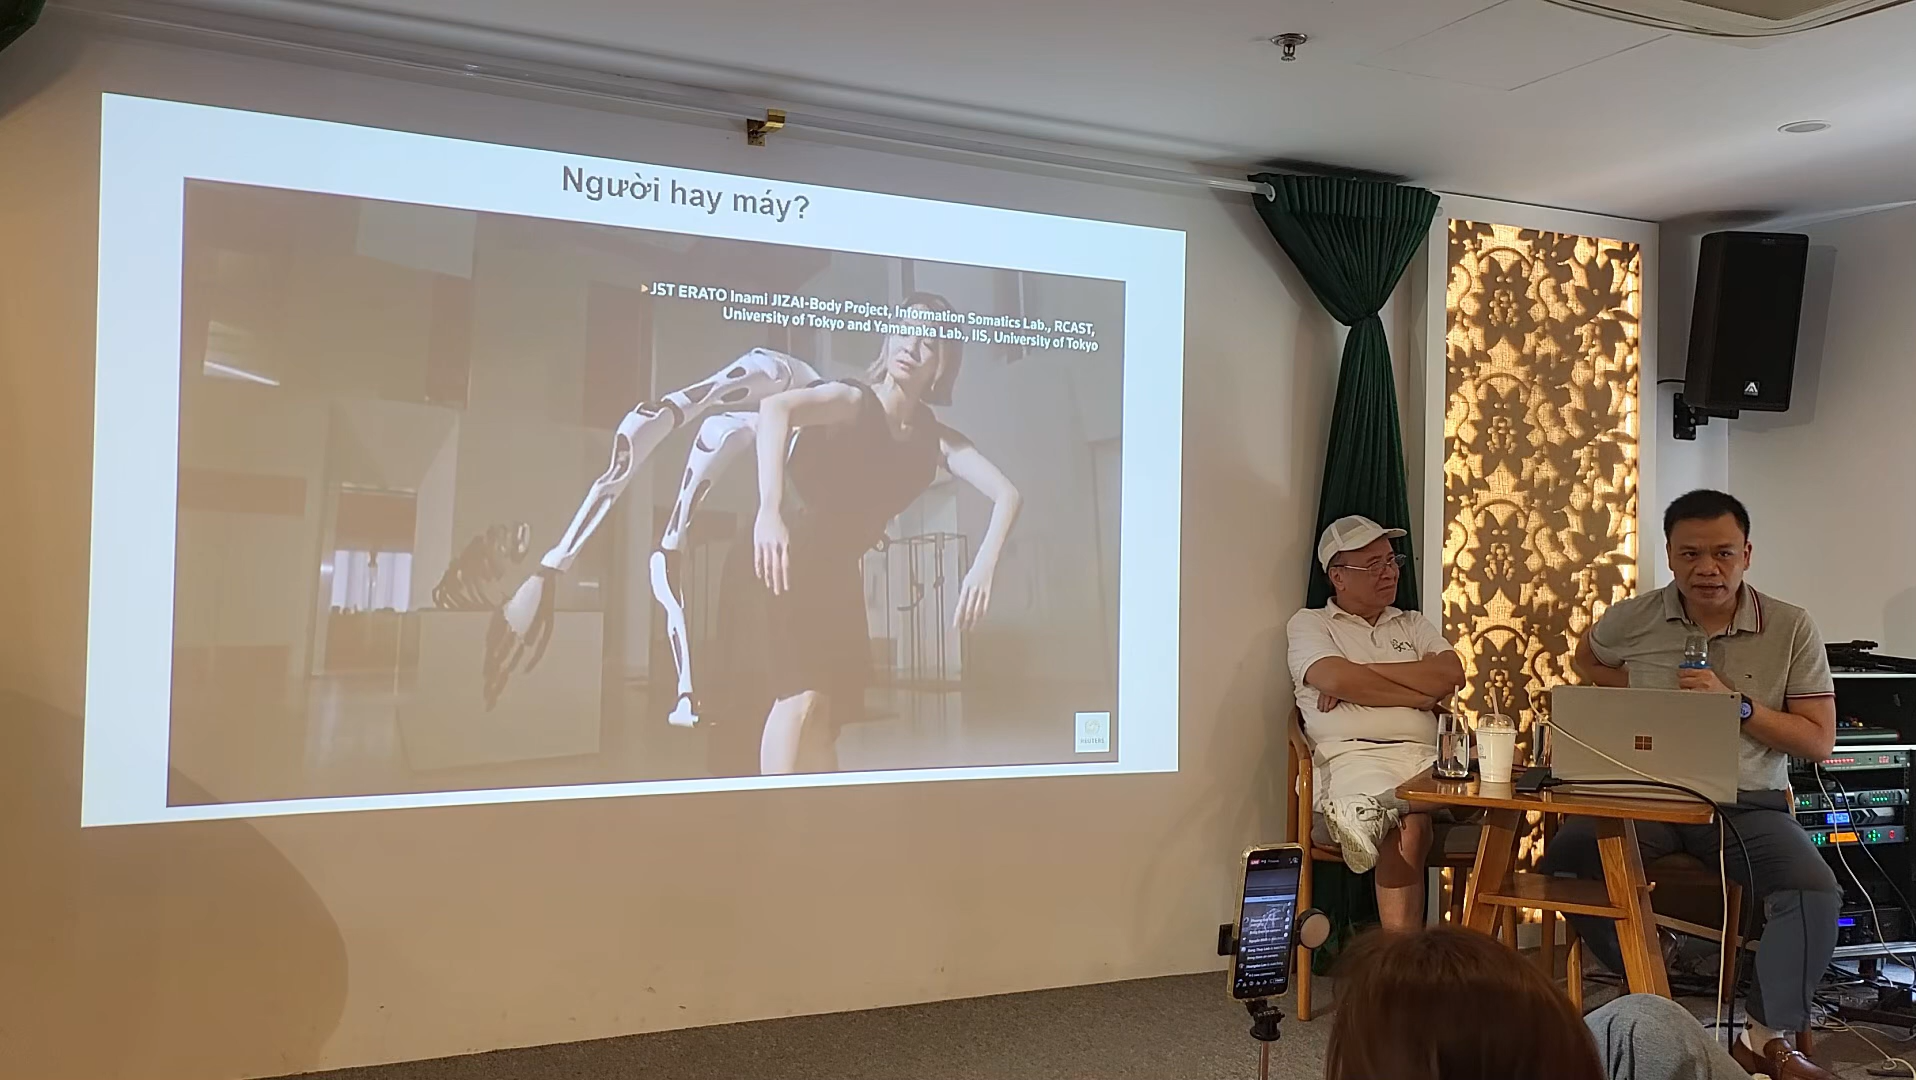 Người hay máy?
▸JST ERATO Inami JIZAI-Body Project, Information Somatics Lab., RCAST,
University of Tokyo and Yamanaka Lab., IIS, University of Tokyo
REUTERS